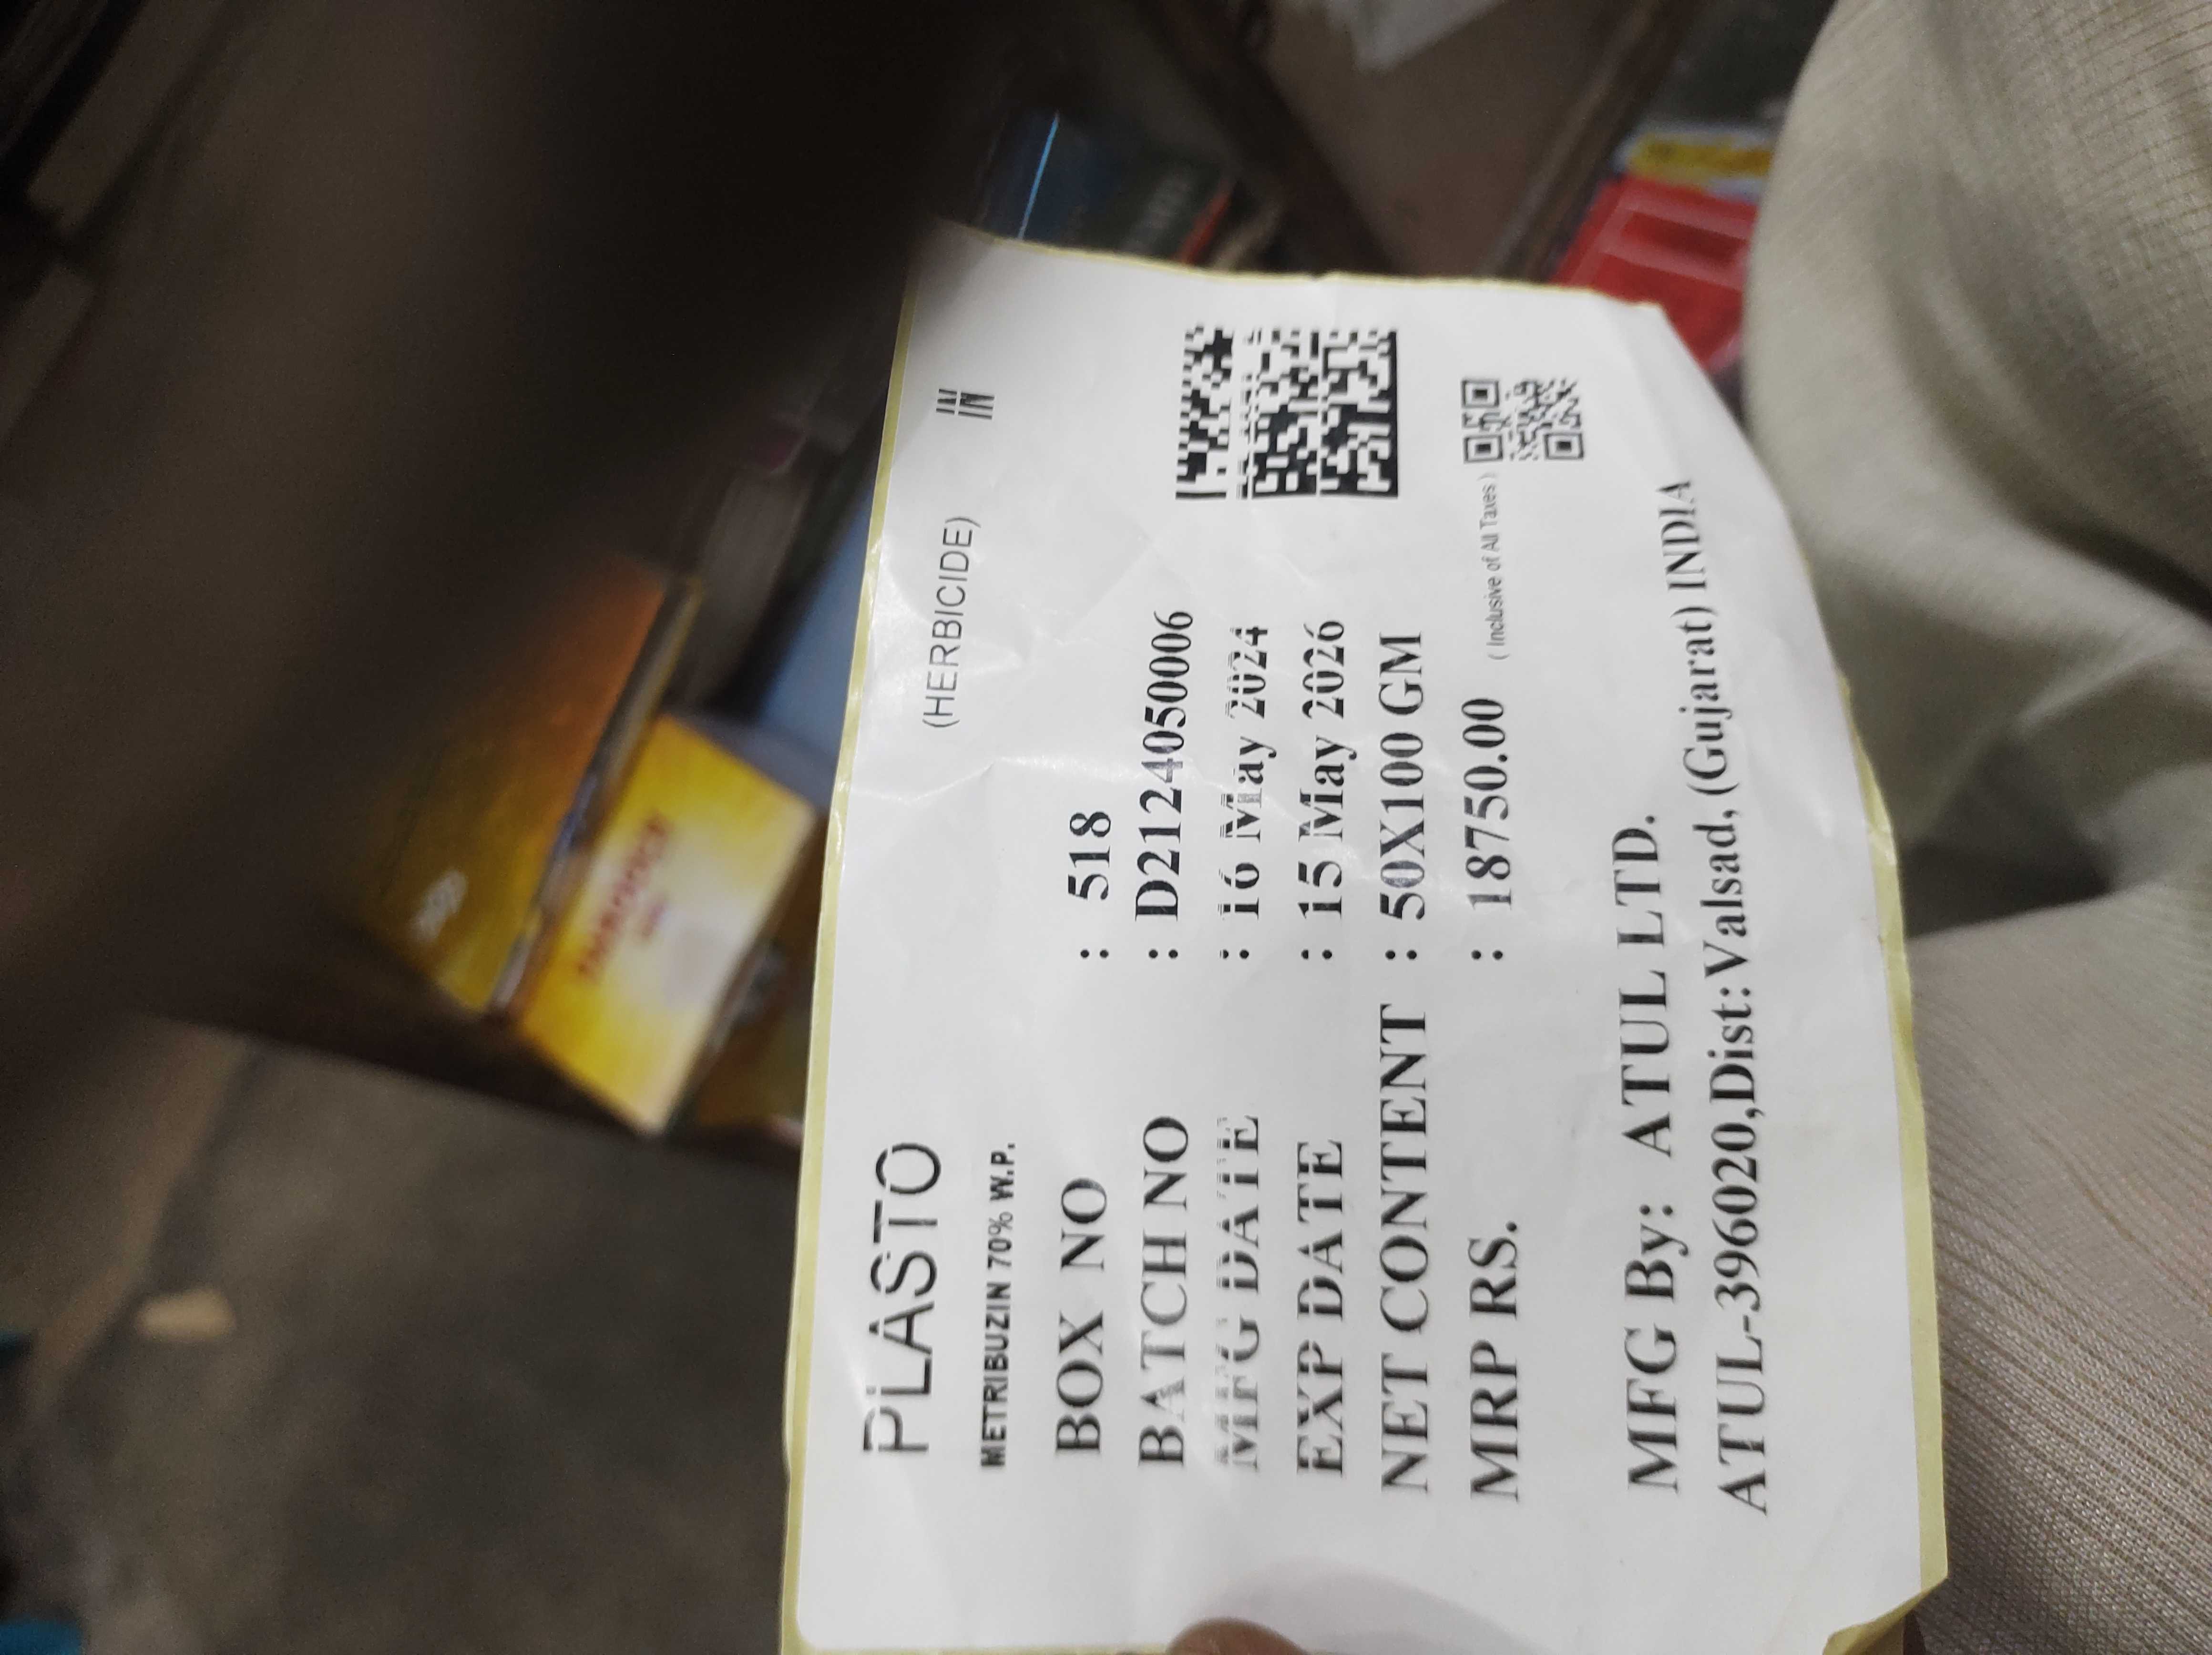 PLASTO (HERBICIDE) IN
METRIBUZIN 70% W.P. IN
BOX NO : 518
BATCH NO : D2124050006
MFG DATE : 16 May 2024
EXP DATE : 15 May 2026
NET CONTENT : 50X100 GM
MRP RS. : 18750.00 ( Inclusive of All Taxes )
MFG By: ATUL LTD.
ATUL-396020,Dist:Valsad, (Gujarat) INDIA